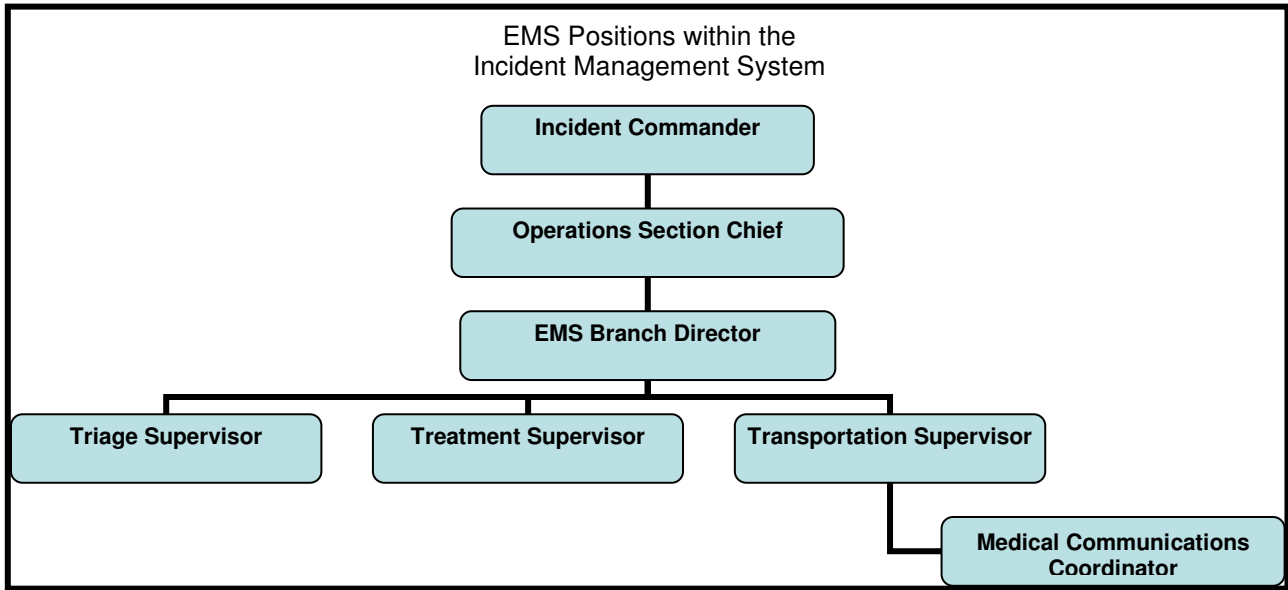 EMS Positions within the
Incident Management System
Incident Commander
Operations Section Chief
EMS Branch Director
Triage Supervisor
Treatment Supervisor
Transportation Supervisor
Medical Communications
Coordinator